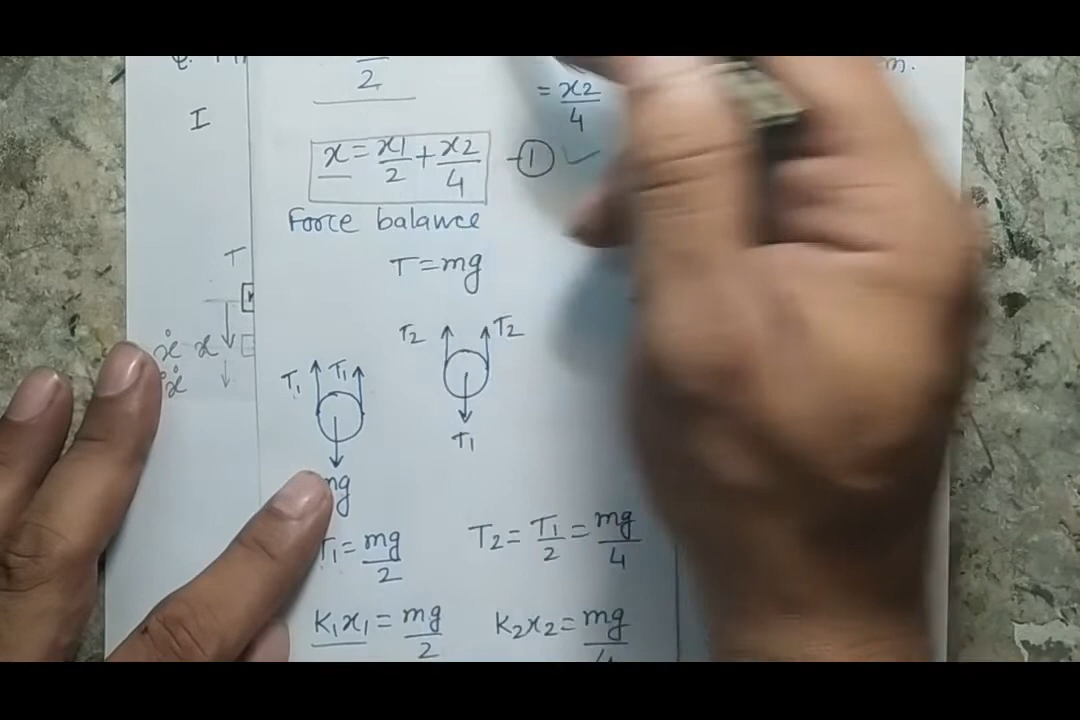 2
= x2/4
I
x = x1/2 + x2/4 -①✓
Force balance
T
T=mg
T2 T2
ẋ x
ẍ
T1 T1
T1
mg
T1 = mg/2
T2 = T1/2 = mg/4
K1x1 = mg/2
K2x2 = mg/4